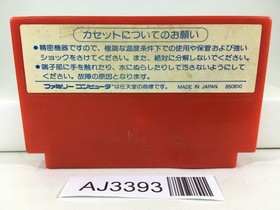 カセットについてのお願い
●精密機器ですので、極端な温度条件下での使用や保管および強い
ショックをさけてください。また、絶対に分解しないでください。
●端子部に手を触れたり、水にぬらしたりして汚さないようにして
ください。故障の原因となります。
ファミリーコンピュータ は任天堂の商標です。 MADE IN JAPAN 850610
AJ3393